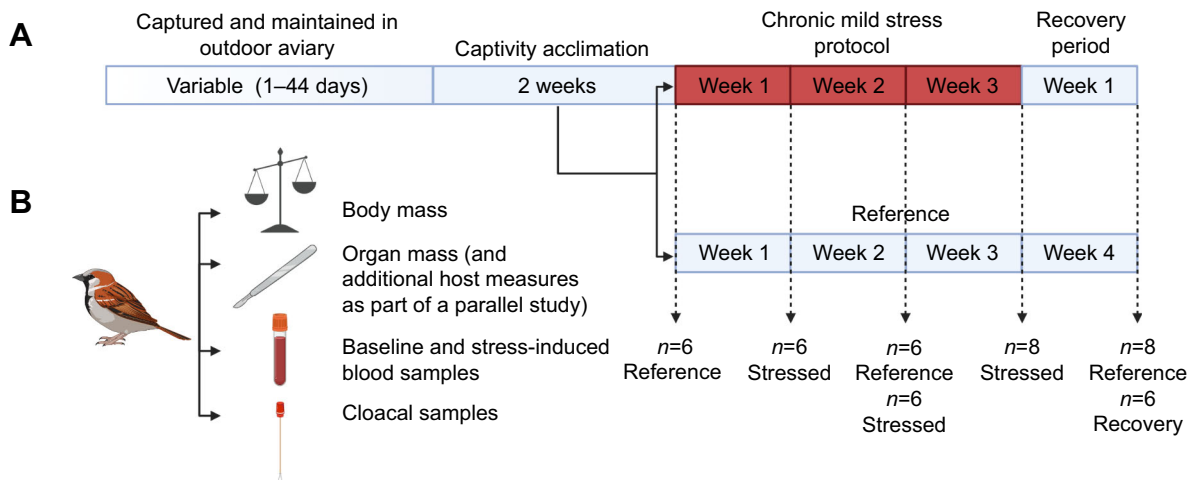 A
Captured and maintained in
outdoor aviary
Captivity acclimation
Chronic mild stress
protocol
Recovery
period
Variable (1–44 days)
2 weeks
Week 1
Week 2
Week 3
Week 1
B
Body mass
Organ mass (and
additional host measures
as part of a parallel study)
Baseline and stress-induced
blood samples
Cloacal samples
Reference
Week 1
Week 2
Week 3
Week 4
n=6
Reference
n=6
Stressed
n=6
Reference
n=6
Stressed
n=8
Stressed
n=8
Reference
n=6
Recovery